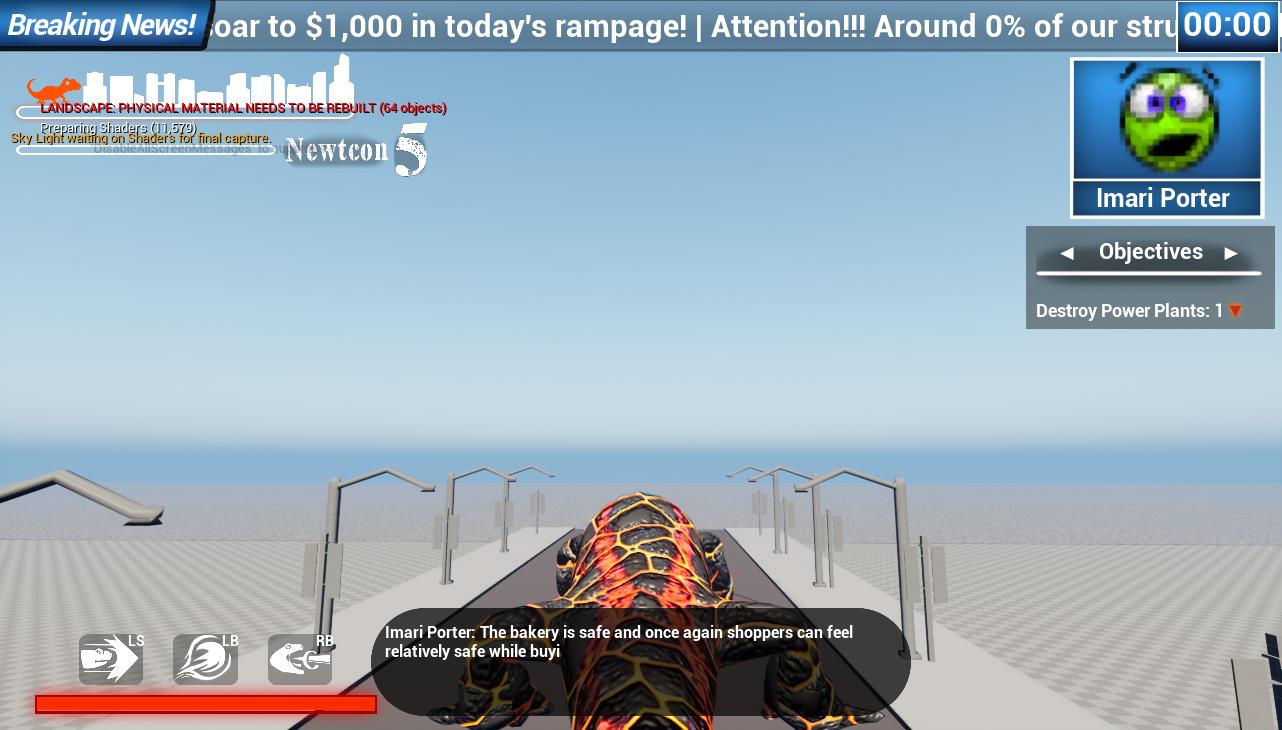 Breaking News!
soar to $1,000 in today's rampage! | Attention!!! Around 0% of our stru
00:00
LANDSCAPE: PHYSICAL MATERIAL NEEDS TO BE REBUILT (64 objects)
Preparing Shaders (11,579)
Sky Light waiting on Shaders for final capture.
'DisableAllScreenMessages' to
Newtcon 5
Imari Porter
◄ Objectives ►
Destroy Power Plants: 1 ▼
LS
LB
RB
Imari Porter: The bakery is safe and once again shoppers can feel
relatively safe while buyi